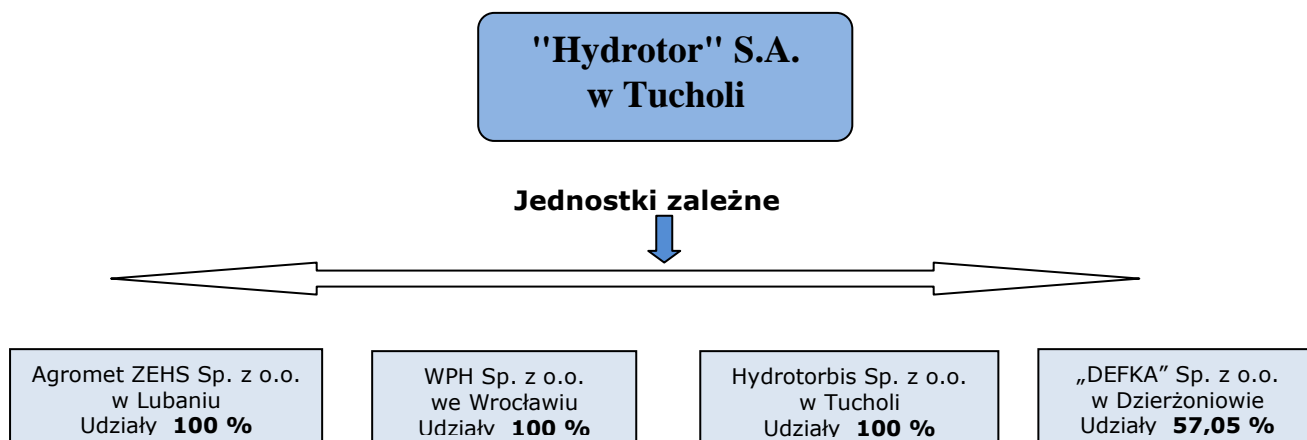 "Hydrotor" S.A.
w Tucholi
Jednostki zależne
Agromet ZEHS Sp. z o.o.
w Lubaniu
Udziały 100 %
WPH Sp. z o.o.
we Wrocławiu
Udziały 100 %
Hydrotorbis Sp. z o.o.
w Tucholi
Udziały 100 %
„DEFKA” Sp. z o.o.
w Dzierżoniowie
Udziały 57,05 %